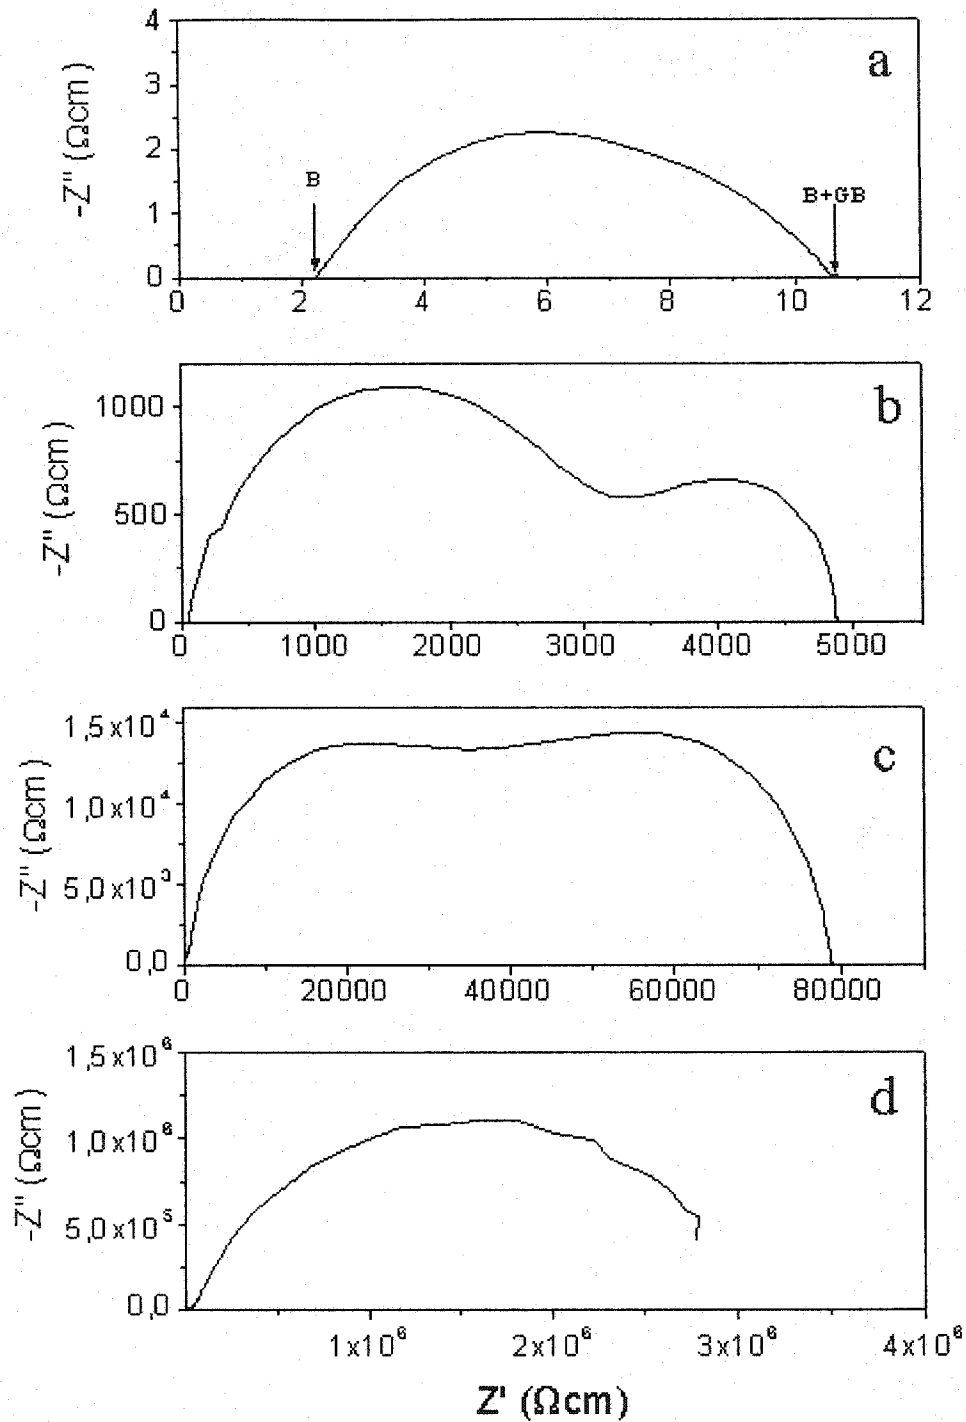 4
3
2
1
0
-Z'' (Ωcm)
a
B
B+GB
0 2 4 6 8 10 12
1000
500
0
-Z'' (Ωcm)
b
0 1000 2000 3000 4000 5000
1,5x10⁴
1,0x10⁴
5,0x10³
0,0
-Z'' (Ωcm)
c
0 20000 40000 60000 80000
1,5x10⁶
1,0x10⁶
5,0x10⁵
0,0
-Z'' (Ωcm)
d
1x10⁶ 2x10⁶ 3x10⁶ 4x10⁶
Z' (Ωcm)